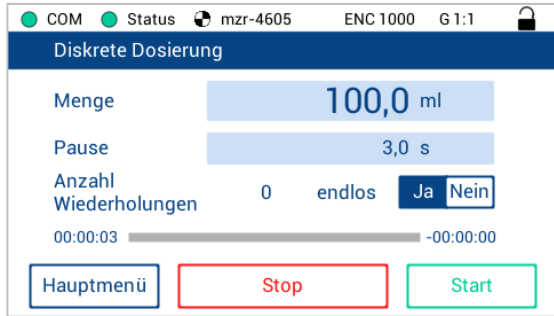 COM Status mzr-4605 ENC 1000 G 1:1
Diskrete Dosierung
Menge 100,0 ml
Pause 3,0 s
Anzahl
Wiederholungen 0 endlos Ja Nein
00:00:03 -00:00:00
Hauptmenü Stop Start